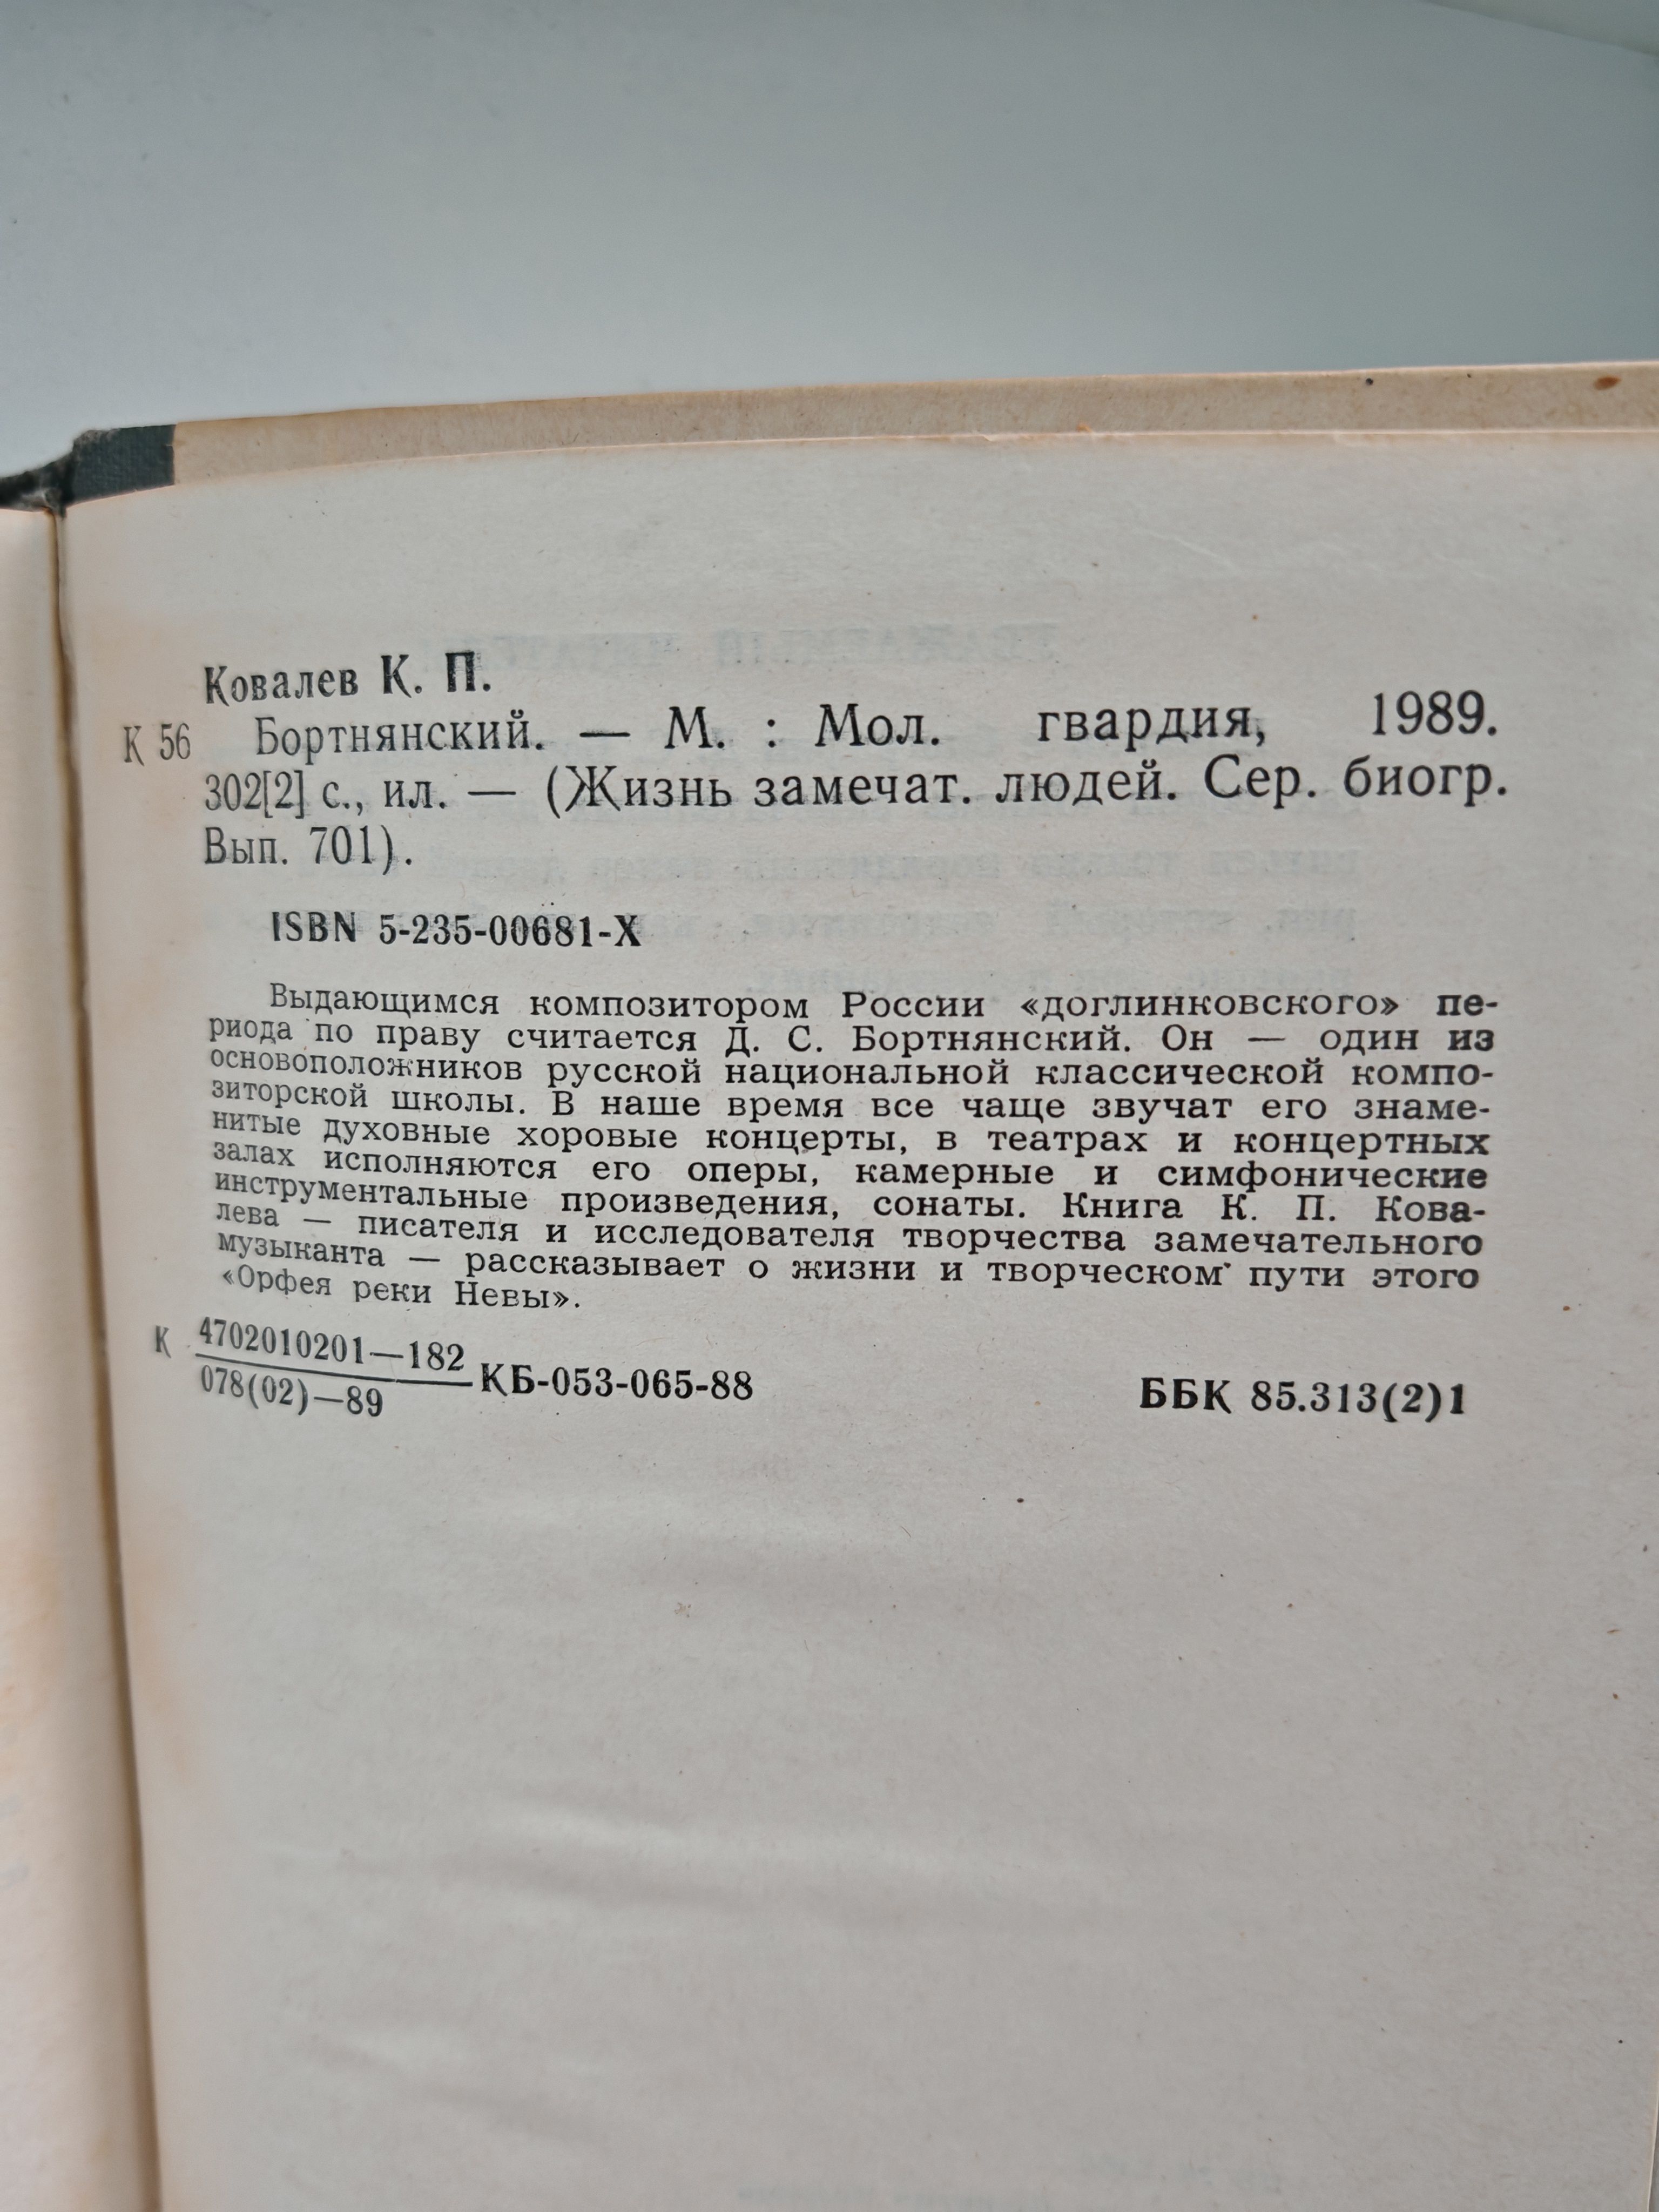 Ковалев К. П.
К 56 Бортнянский. — М. : Мол. гвардия, 1989.
302[2] с., ил. — (Жизнь замечат. людей. Сер. биогр.
Вып. 701).
ISBN 5-235-00681-X
Выдающимся композитором России «доглинковского» пе-
риода по праву считается Д. С. Бортнянский. Он — один из
основоположников русской национальной классической компо-
зиторской школы. В наше время все чаще звучат его знаме-
нитые духовные хоровые концерты, в театрах и концертных
залах исполняются его оперы, камерные и симфонические
инструментальные произведения, сонаты. Книга К. П. Кова-
лева — писателя и исследователя творчества замечательного
музыканта — рассказывает о жизни и творческом пути этого
«Орфея реки Невы».
К 4702010201—182
078(02)—89 КБ-053-065-88 ББК 85.313(2)1